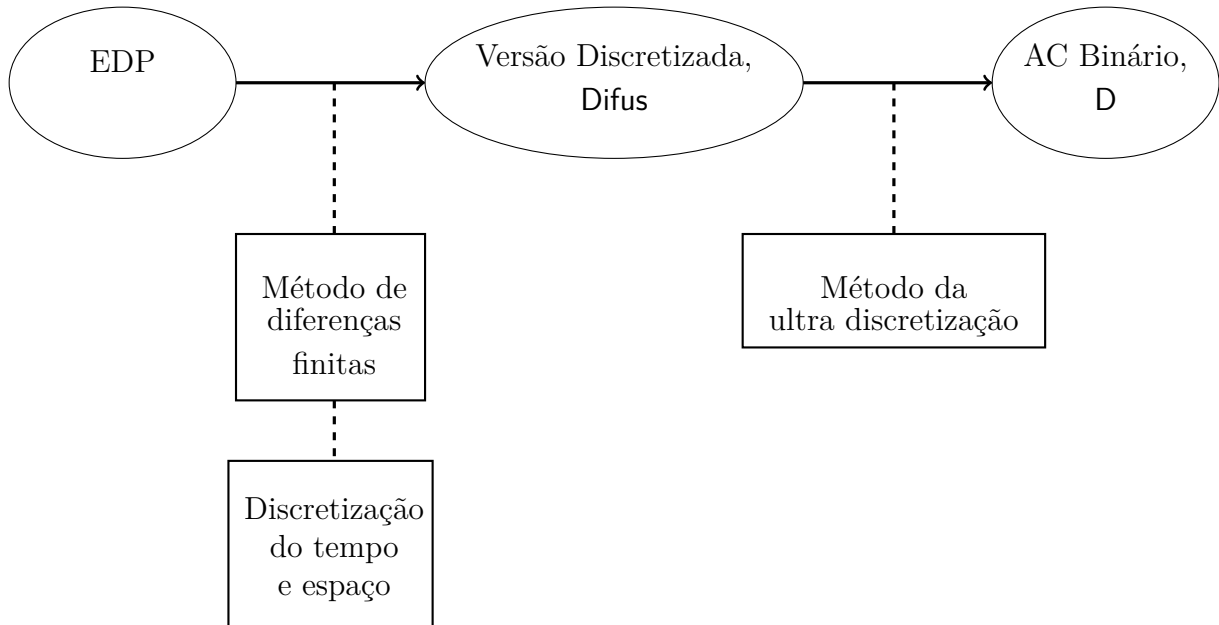 EDP
Versão Discretizada,
Difus
AC Binário,
D
Método de
diferenças
finitas
Método da
ultra discretização
Discretização
do tempo
e espaço